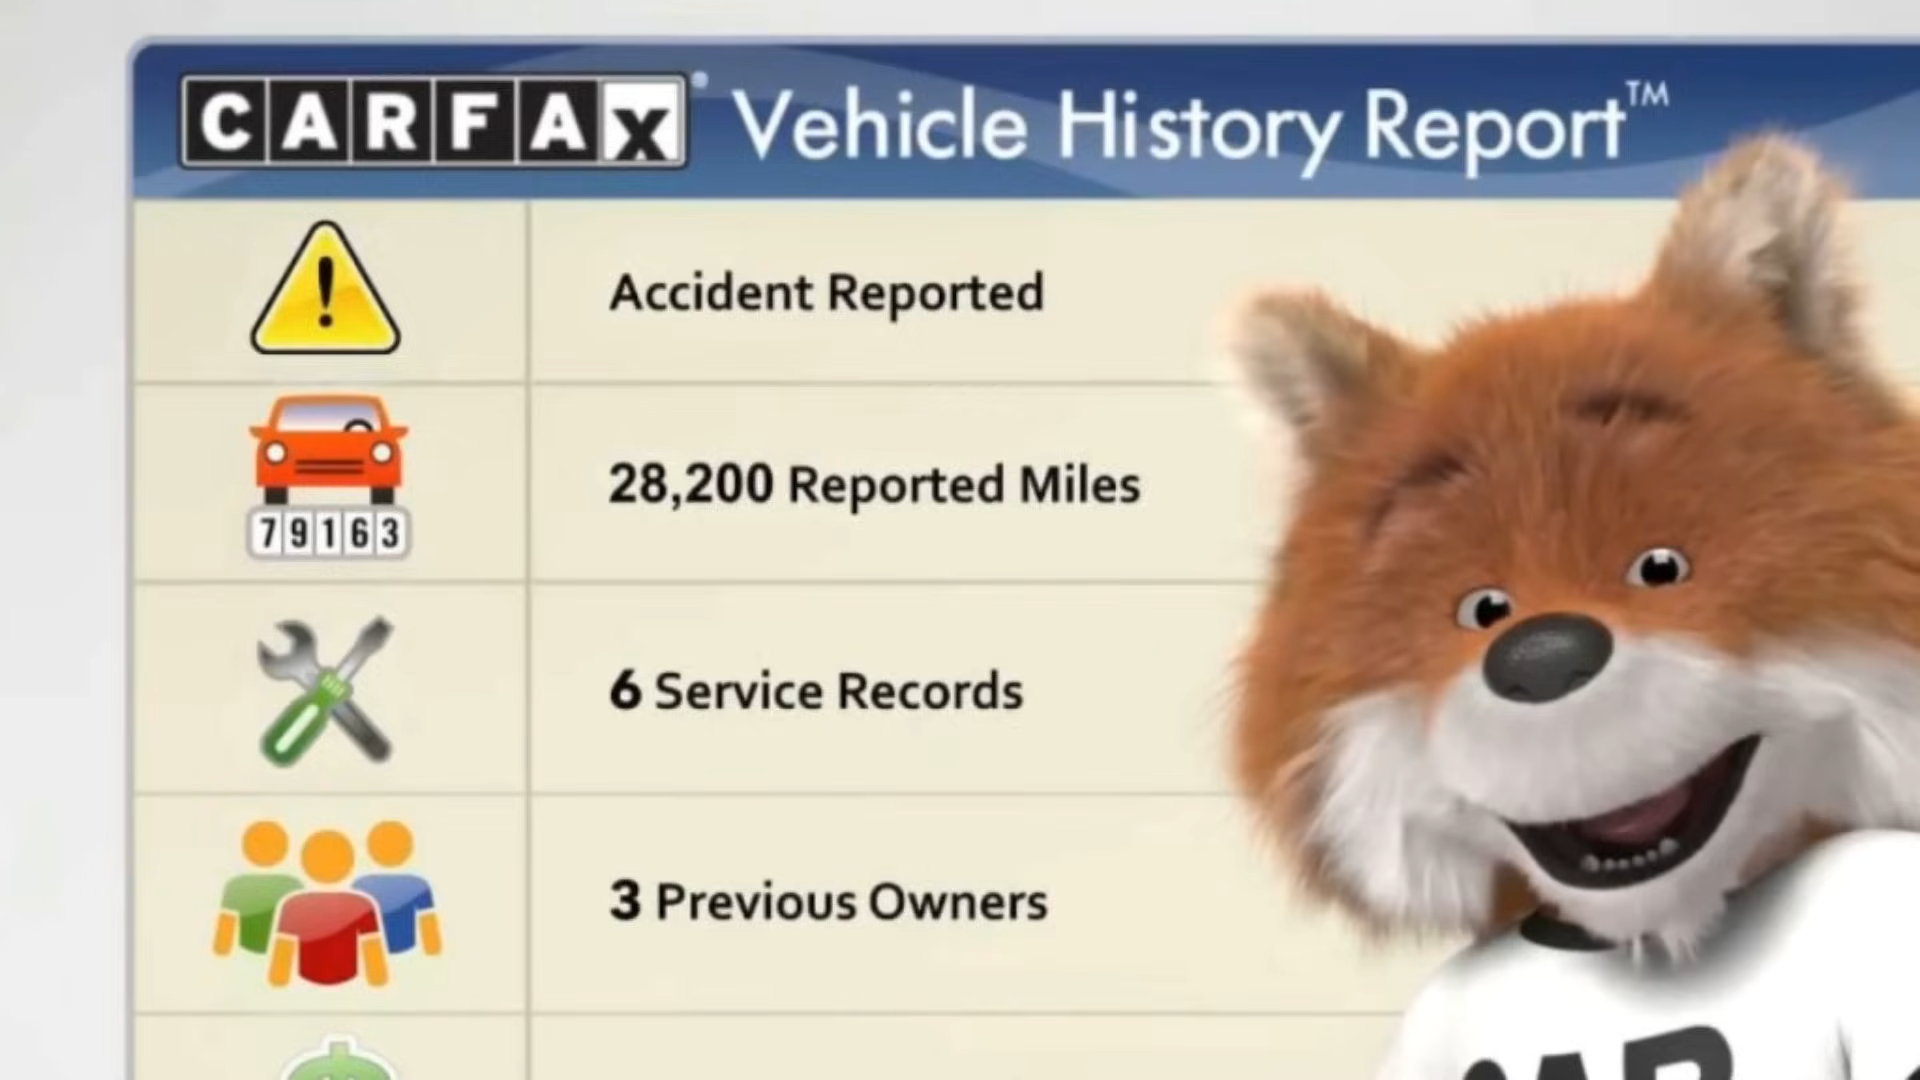 CARFAX Vehicle History Report™
!
Accident Reported
28,200 Reported Miles
79163
6 Service Records
3 Previous Owners